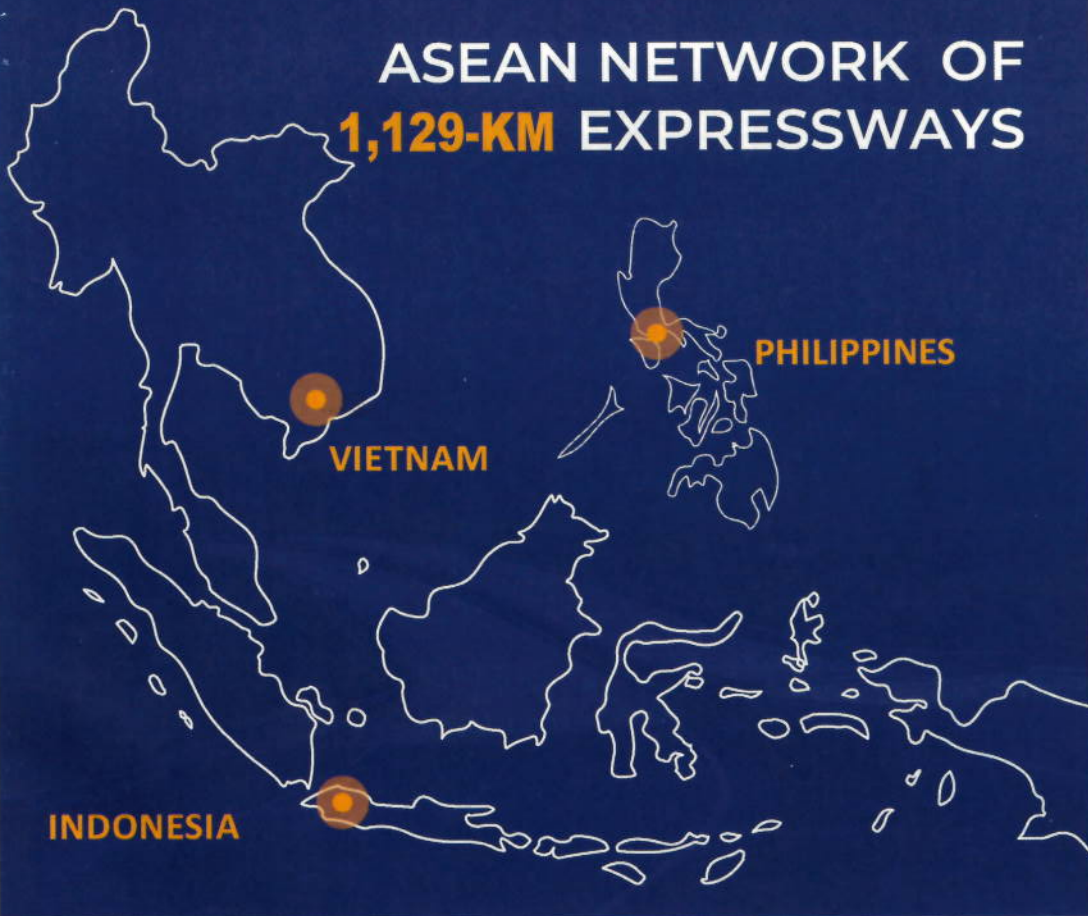 ASEAN NETWORK OF
1,129-KM EXPRESSWAYS
PHILIPPINES
VIETNAM
INDONESIA